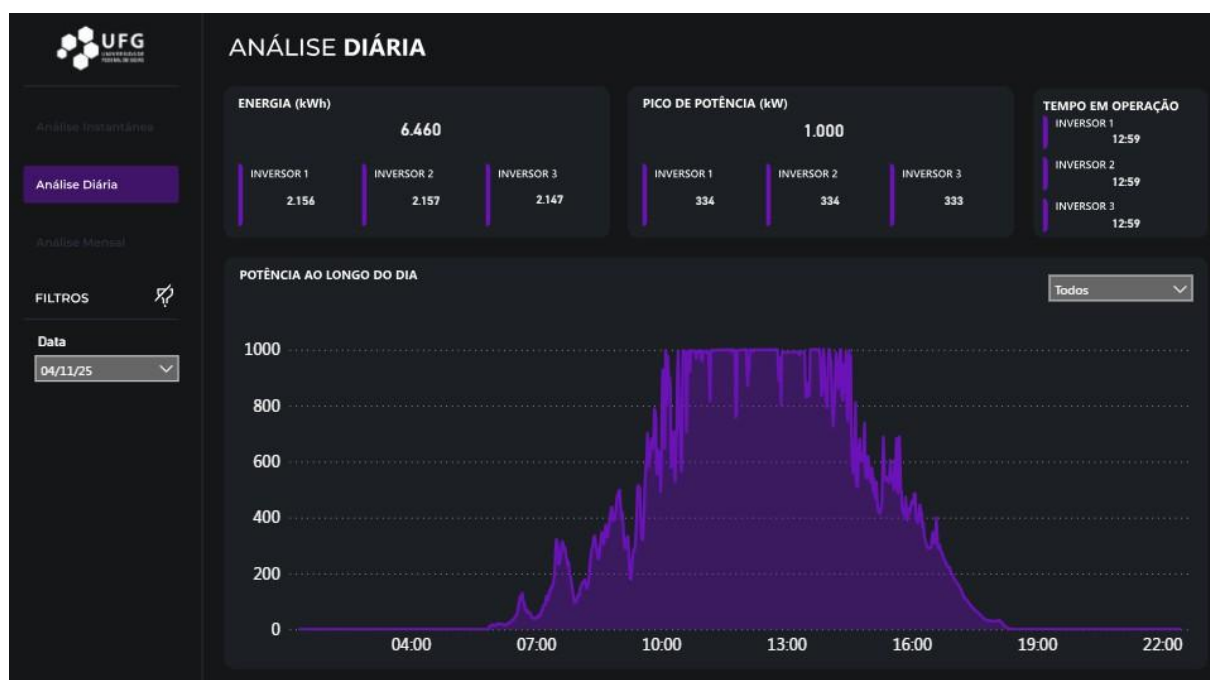 UFG
UNIVERSIDADE
FEDERAL DE GOIÁS
ANÁLISE DIÁRIA
Análise Instantânea
Análise Diária
Análise Mensal
FILTROS
Data
04/11/25
ENERGIA (kWh)
6.460
INVERSOR 1
2.156
INVERSOR 2
2.157
INVERSOR 3
2.147
PICO DE POTÊNCIA (kW)
1.000
INVERSOR 1
334
INVERSOR 2
334
INVERSOR 3
333
TEMPO EM OPERAÇÃO
INVERSOR 1
12:59
INVERSOR 2
12:59
INVERSOR 3
12:59
POTÊNCIA AO LONGO DO DIA
Todos
1000
800
600
400
200
0
04:00 07:00 10:00 13:00 16:00 19:00 22:00